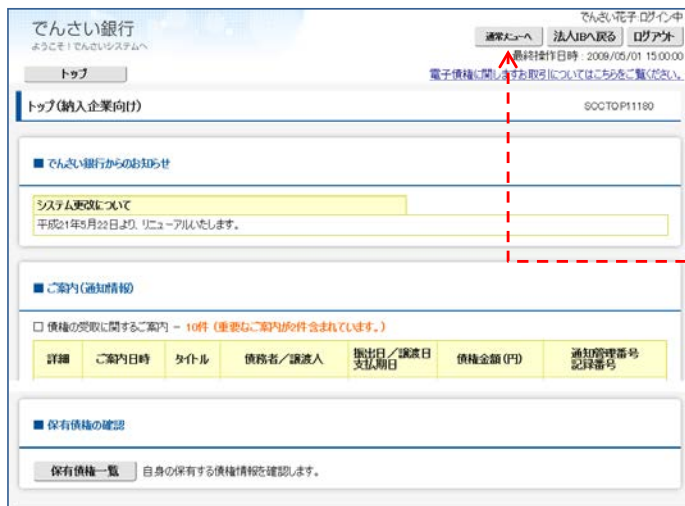 でんさい銀行
ようこそ！でんさいシステムへ
でんさい花子 ログイン中
通常メニューへ 法人IBへ戻る ログアウト
最終操作日時：2009/05/01 15:00:00
トップ
電子債権に関しますお取引についてはこちらをご覧ください。
トップ（納入企業向け）
SCCTOP11180
■ でんさい銀行からのお知らせ
システム更改について
平成21年5月22日より、リニューアルいたします。
■ ご案内（通知情報）
□ 債権の受取に関するご案内 － 10件（重要なご案内が2件含まれています。）
詳細 ご案内日時 タイトル 債務者／譲渡人 振出日／譲渡日 支払期日 債権金額（円） 通知管理番号 記録番号
■ 保有債権の確認
保有債権一覧 自身の保有する債権情報を確認します。